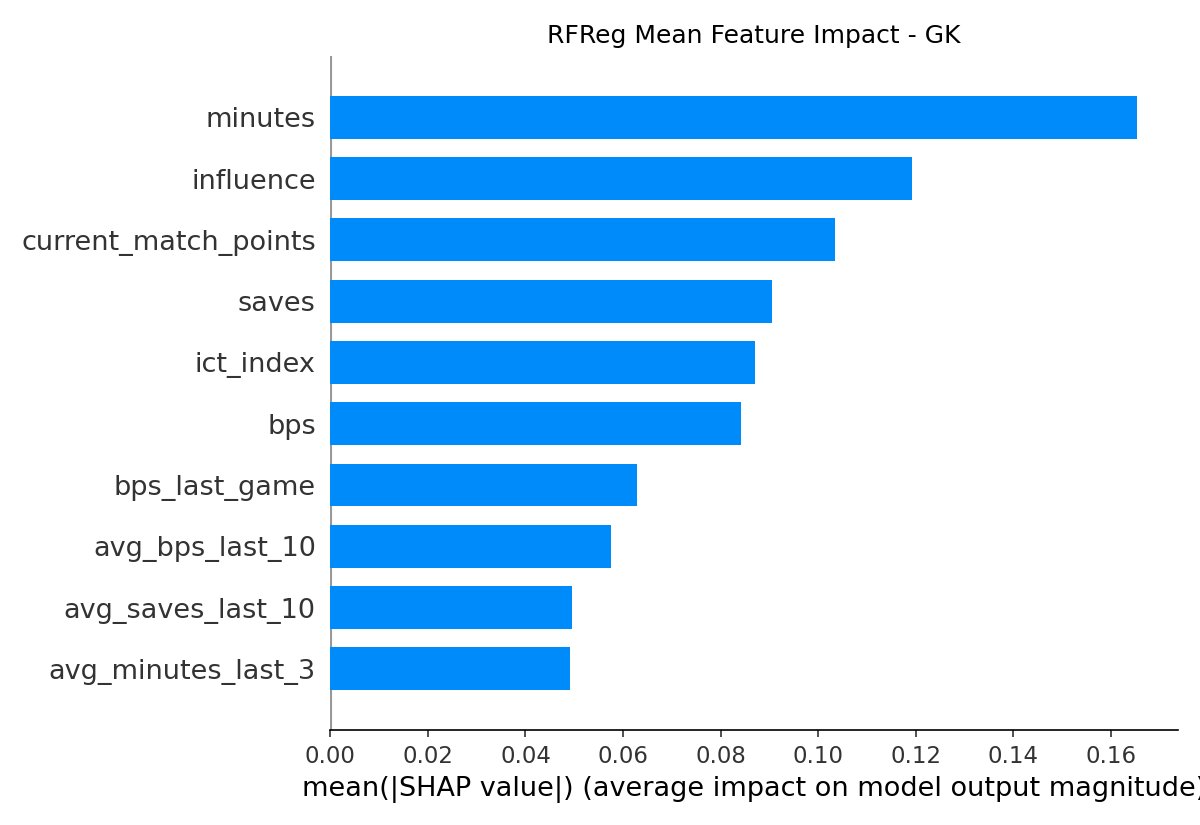 RFReg Mean Feature Impact - GK
minutes
influence
current_match_points
saves
ict_index
bps
bps_last_game
avg_bps_last_10
avg_saves_last_10
avg_minutes_last_3
0.00 0.02 0.04 0.06 0.08 0.10 0.12 0.14 0.16
mean(|SHAP value|) (average impact on model output magnitude)